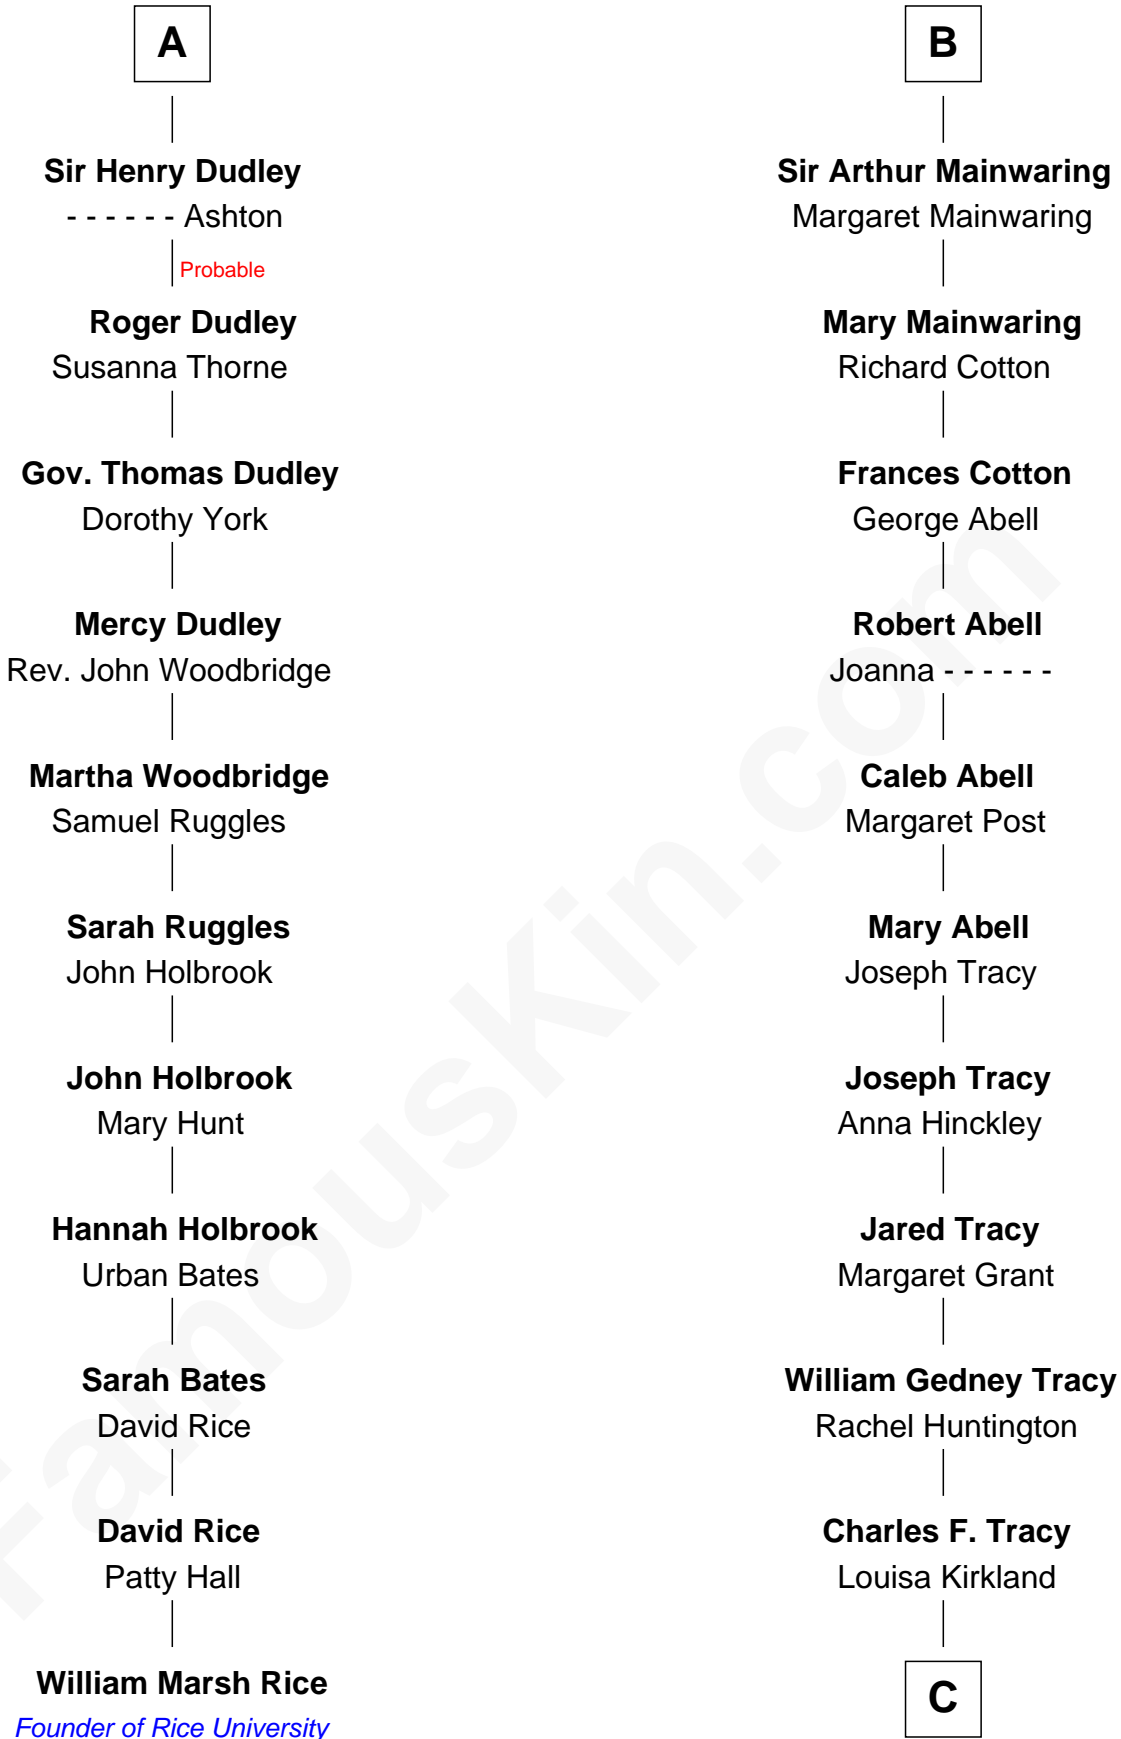 A
Sir Henry Dudley
- - - - - - Ashton
Probable
Roger Dudley
Susanna Thorne
Gov. Thomas Dudley
Dorothy York
Mercy Dudley
Rev. John Woodbridge
Martha Woodbridge
Samuel Ruggles
Sarah Ruggles
John Holbrook
John Holbrook
Mary Hunt
Hannah Holbrook
Urban Bates
Sarah Bates
David Rice
David Rice
Patty Hall
William Marsh Rice
Founder of Rice University
B
Sir Arthur Mainwaring
Margaret Mainwaring
Mary Mainwaring
Richard Cotton
Frances Cotton
George Abell
Robert Abell
Joanna - - - - - -
Caleb Abell
Margaret Post
Mary Abell
Joseph Tracy
Joseph Tracy
Anna Hinckley
Jared Tracy
Margaret Grant
William Gedney Tracy
Rachel Huntington
Charles F. Tracy
Louisa Kirkland
C
FamousKin.com